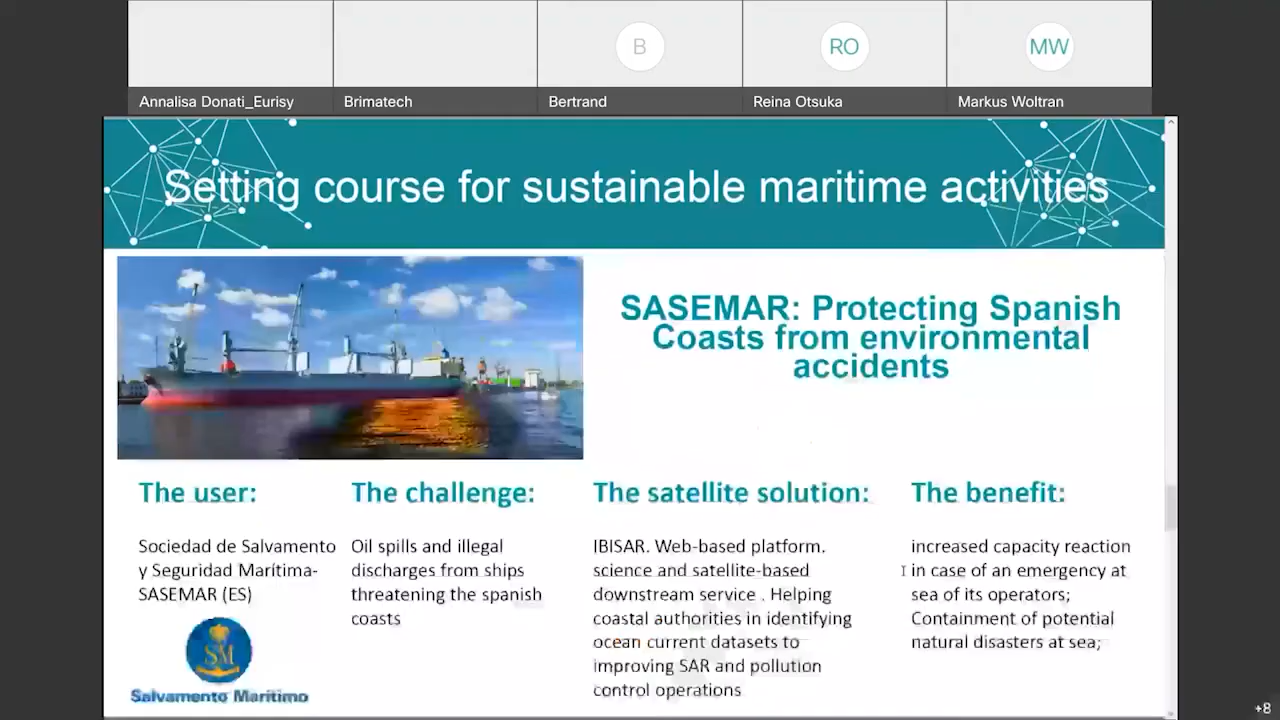 B
RO
MW
Annalisa Donati_Eurisy
Brimatech
Bertrand
Reina Otsuka
Markus Woltran
Setting course for sustainable maritime activities
SASEMAR: Protecting Spanish
Coasts from environmental
accidents
The user:
Sociedad de Salvamento
y Seguridad Marítima-
SASEMAR (ES)
SM
Salvamento Marítimo
The challenge:
Oil spills and illegal
discharges from ships
threatening the spanish
coasts
The satellite solution:
IBISAR. Web-based platform.
science and satellite-based
downstream service . Helping
coastal authorities in identifying
ocean current datasets to
improving SAR and pollution
control operations
The benefit:
increased capacity reaction
in case of an emergency at
sea of its operators;
Containment of potential
natural disasters at sea;
+8